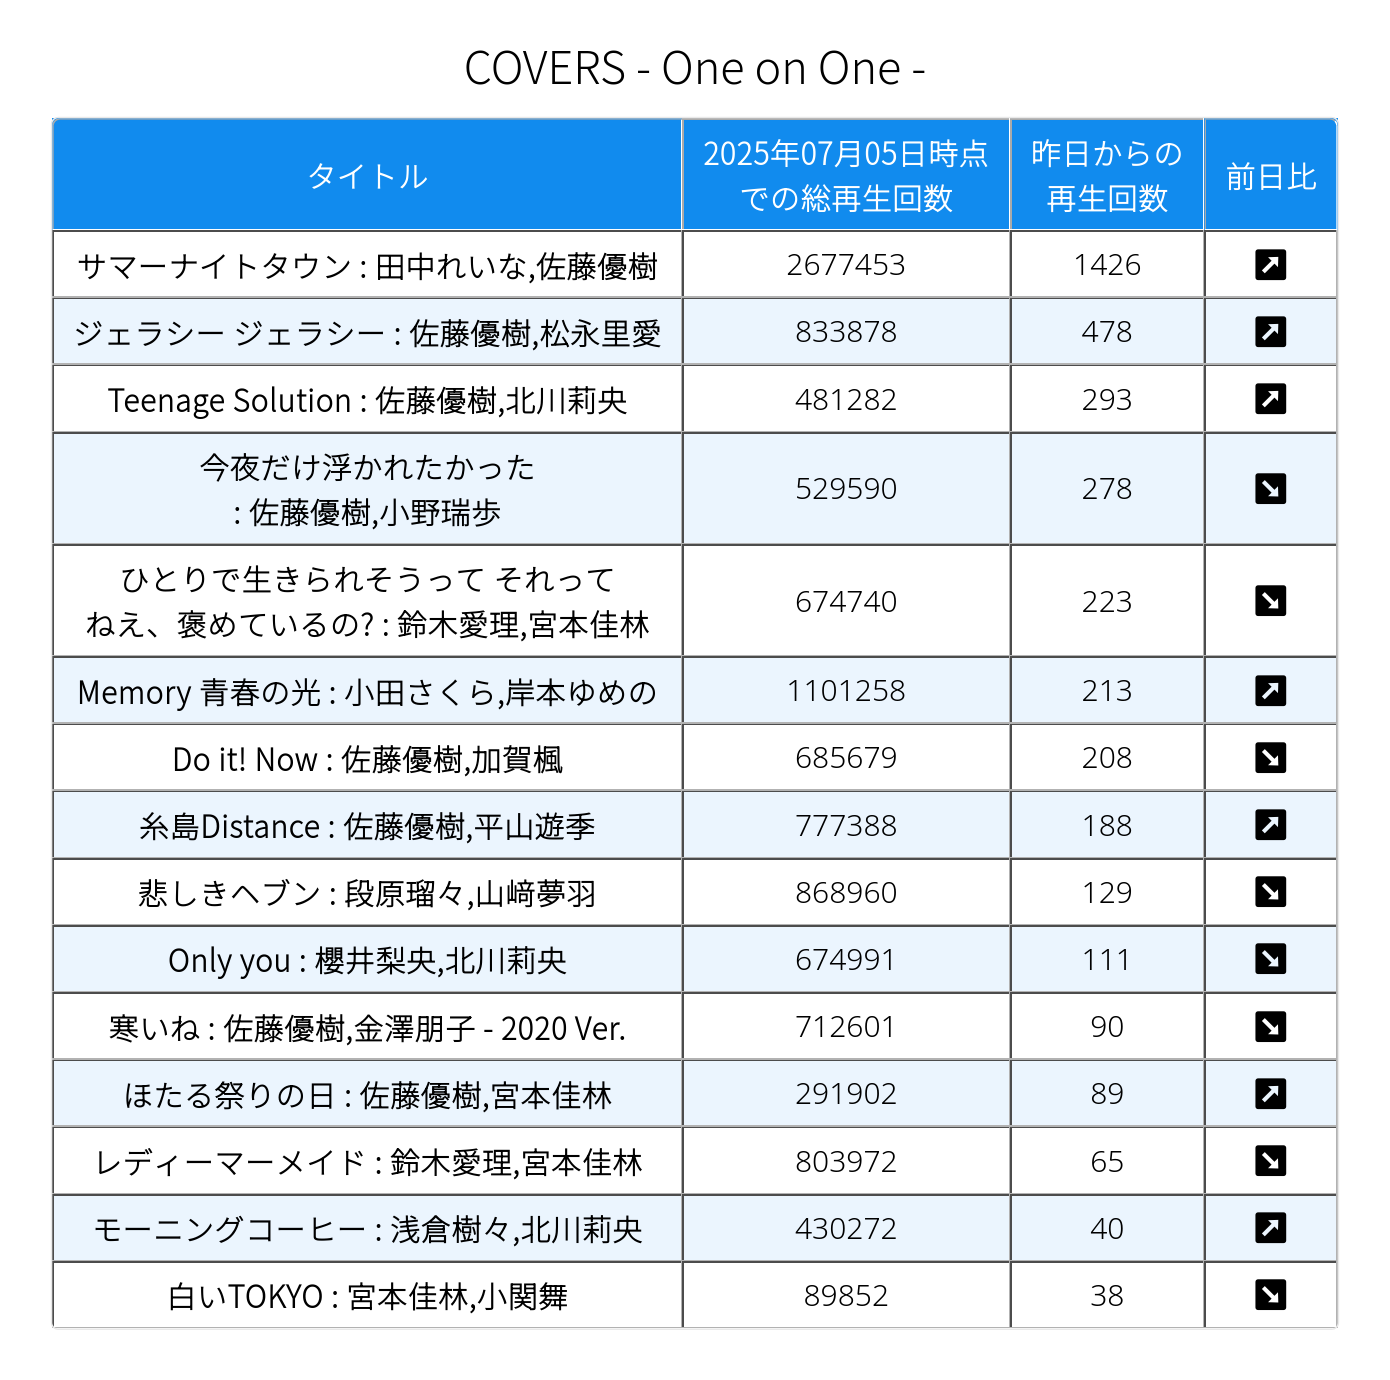 COVERS - One on One -
タイトル
2025年07月05日時点
での総再生回数
昨日からの
再生回数
前日比
サマーナイトタウン : 田中れいな,佐藤優樹 2677453 1426 ↗
ジェラシー ジェラシー : 佐藤優樹,松永里愛 833878 478 ↗
Teenage Solution : 佐藤優樹,北川莉央 481282 293 ↗
今夜だけ浮かれたかった
: 佐藤優樹,小野瑞歩 529590 278 ↘
ひとりで生きられそうって それって
ねえ、褒めているの? : 鈴木愛理,宮本佳林 674740 223 ↘
Memory 青春の光 : 小田さくら,岸本ゆめの 1101258 213 ↗
Do it! Now : 佐藤優樹,加賀楓 685679 208 ↘
糸島Distance : 佐藤優樹,平山遊季 777388 188 ↗
悲しきヘブン : 段原瑠々,山﨑夢羽 868960 129 ↘
Only you : 櫻井梨央,北川莉央 674991 111 ↘
寒いね : 佐藤優樹,金澤朋子 - 2020 Ver. 712601 90 ↘
ほたる祭りの日 : 佐藤優樹,宮本佳林 291902 89 ↗
レディーマーメイド : 鈴木愛理,宮本佳林 803972 65 ↘
モーニングコーヒー : 浅倉樹々,北川莉央 430272 40 ↗
白いTOKYO : 宮本佳林,小関舞 89852 38 ↘